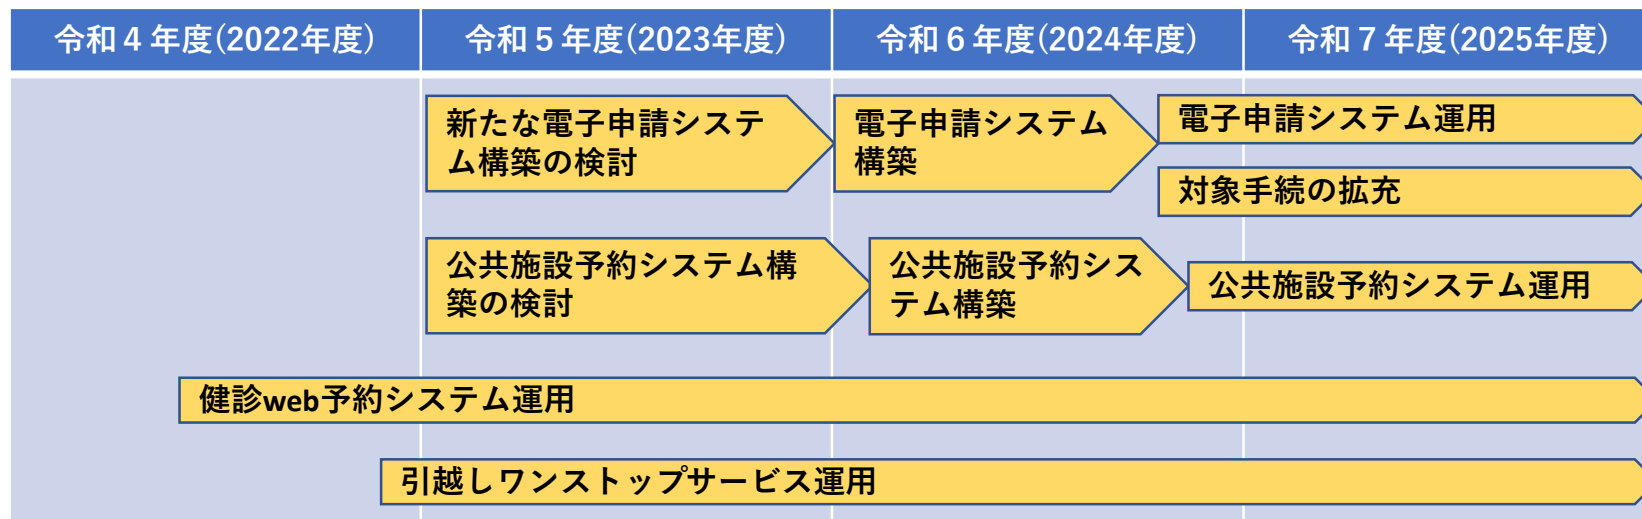 令和４年度(2022年度)
令和５年度(2023年度)
令和６年度(2024年度)
令和７年度(2025年度)
新たな電子申請システ
ム構築の検討
電子申請システム
構築
電子申請システム運用
対象手続の拡充
公共施設予約システム構
築の検討
公共施設予約シス
テム構築
公共施設予約システム運用
健診web予約システム運用
引越しワンストップサービス運用